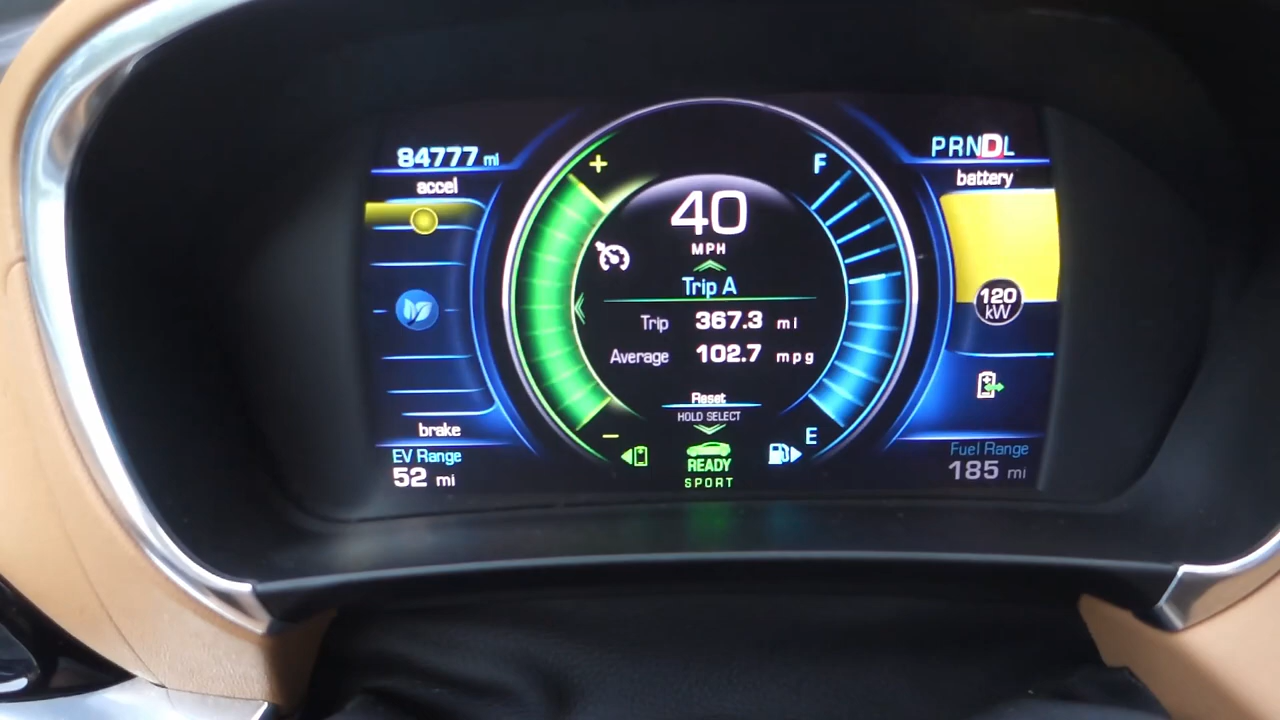 84777 mi
accel
brake
EV Range
52 mi
+
F
40
MPH
Trip A
Trip 367.3 mi
Average 102.7 mpg
Reset
HOLD SELECT
−
E
READY
SPORT
PRNDL
battery
120
kW
Fuel Range
185 mi